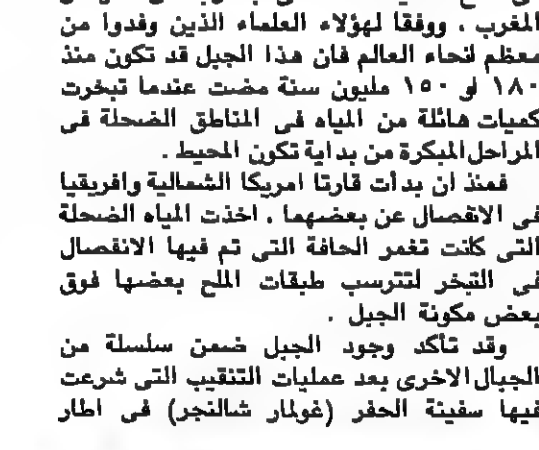 المغرب . ووفقا لهؤلاء العلماء الذين وفدوا من
معظم انحاء العالم فان هذا الجبل قد تكون منذ
١٨٠ او ١٥٠ مليون سنة مضت عندما تبخرت
كميات هائلة من المياه فى المناطق الضحلة فى
المراحل المبكرة من بداية تكون المحيط .
فمنذ ان بدأت قارتا امريكا الشمالية وافريقيا
فى الانفصال عن بعضهما . اخذت المياه الضحلة
التى كانت تغمر الحافة التى تم فيها الانفصال
فى التبخر لتترسب طبقات الملح بعضها فوق
بعض مكونة الجبل .
وقد تأكد وجود الجبل ضمن سلسلة من
الجبال الاخرى بعد عمليات التنقيب التى شرعت
فيها سفينة الحفر (غولمار شالنجر) فى اطار